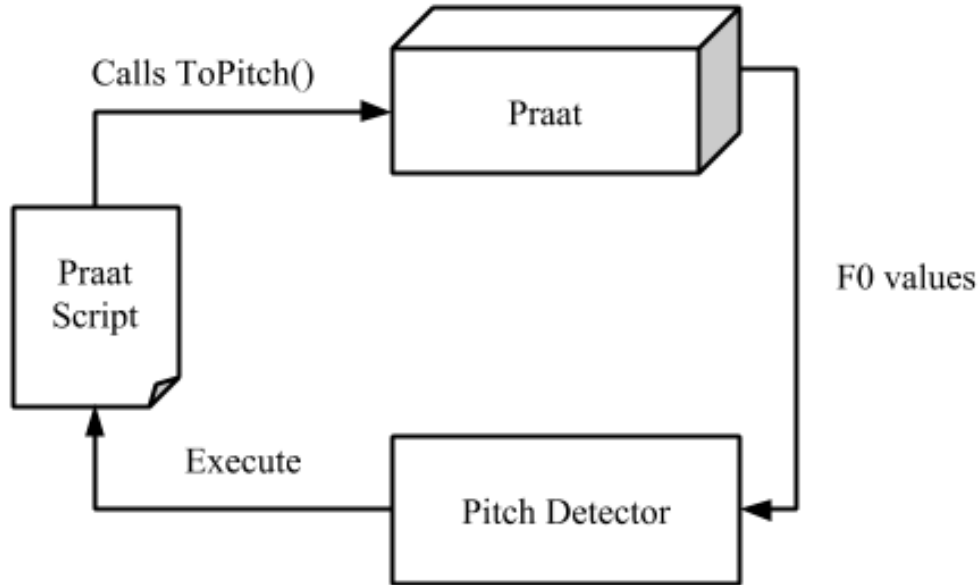 Calls ToPitch()
Praat
Praat
Script
F0 values
Execute
Pitch Detector